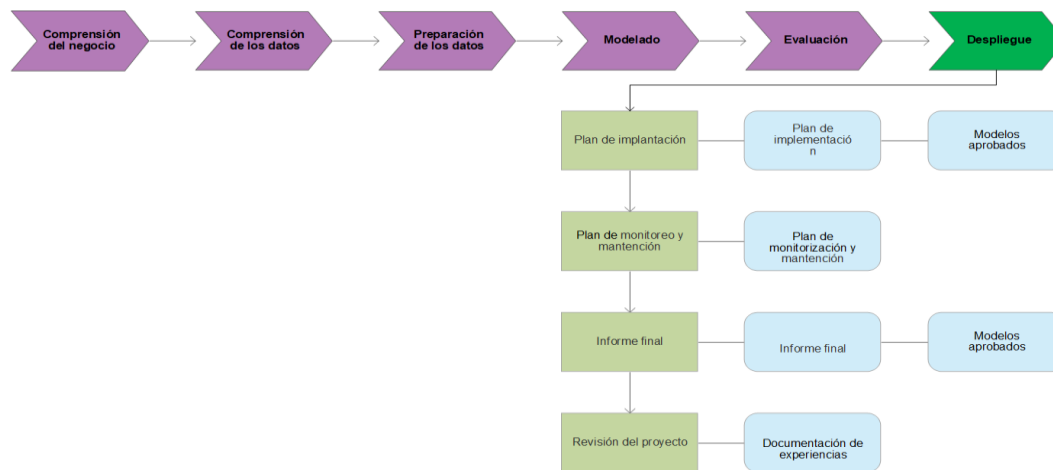 Comprensión
del negocio
Comprensión
de los datos
Preparación
de los datos
Modelado
Evaluación
Despliegue
Plan de implantación
Plan de
implementació
n
Modelos
aprobados
Plan de monitoreo y
mantención
Plan de
monitorización y
mantención
Informe final
Informe final
Modelos
aprobados
Revisión del proyecto
Documentación de
experiencias